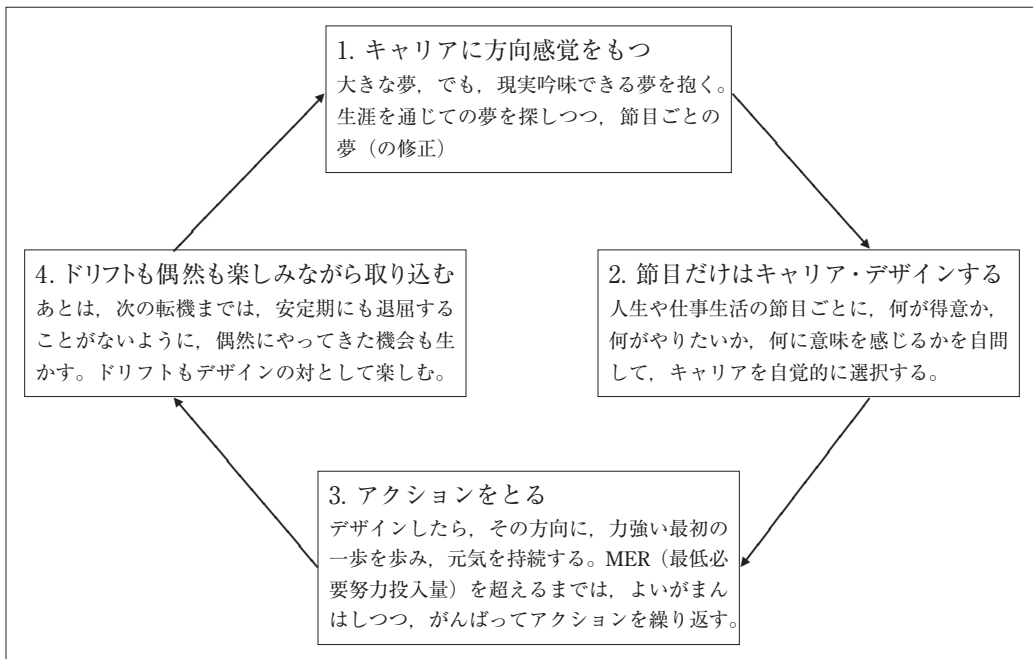 1. キャリアに方向感覚をもつ
大きな夢，でも，現実吟味できる夢を抱く。
生涯を通じての夢を探しつつ，節目ごとの
夢（の修正）
2. 節目だけはキャリア・デザインする
人生や仕事生活の節目ごとに，何が得意か，
何がやりたいか，何に意味を感じるかを自問
して，キャリアを自覚的に選択する。
3. アクションをとる
デザインしたら，その方向に，力強い最初の
一歩を歩み，元気を持続する。MER（最低必
要努力投入量）を超えるまでは，よいがまん
はしつつ，がんばってアクションを繰り返す。
4. ドリフトも偶然も楽しみながら取り込む
あとは，次の転機までは，安定期にも退屈する
ことがないように，偶然にやってきた機会も生
かす。ドリフトもデザインの対として楽しむ。